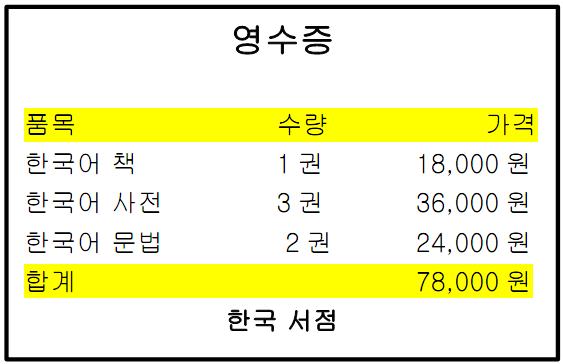 영수증
품목 수량 가격
한국어 책 1 권 18,000 원
한국어 사전 3 권 36,000 원
한국어 문법 2 권 24,000 원
합계 78,000 원
한국 서점